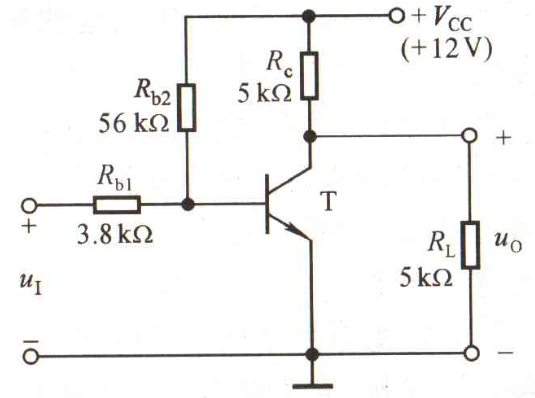 + V_CC
(+12 V)
R_c
5 kΩ
R_b2
56 kΩ
R_b1
3.8 kΩ
T
+
+
R_L
5 kΩ
u_O
u_I
−
−